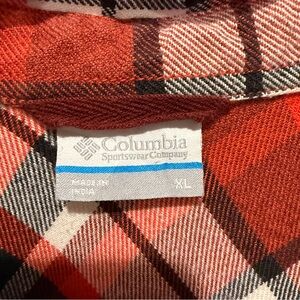 Columbia
Sportswear Company
MADE IN
INDIA
XL